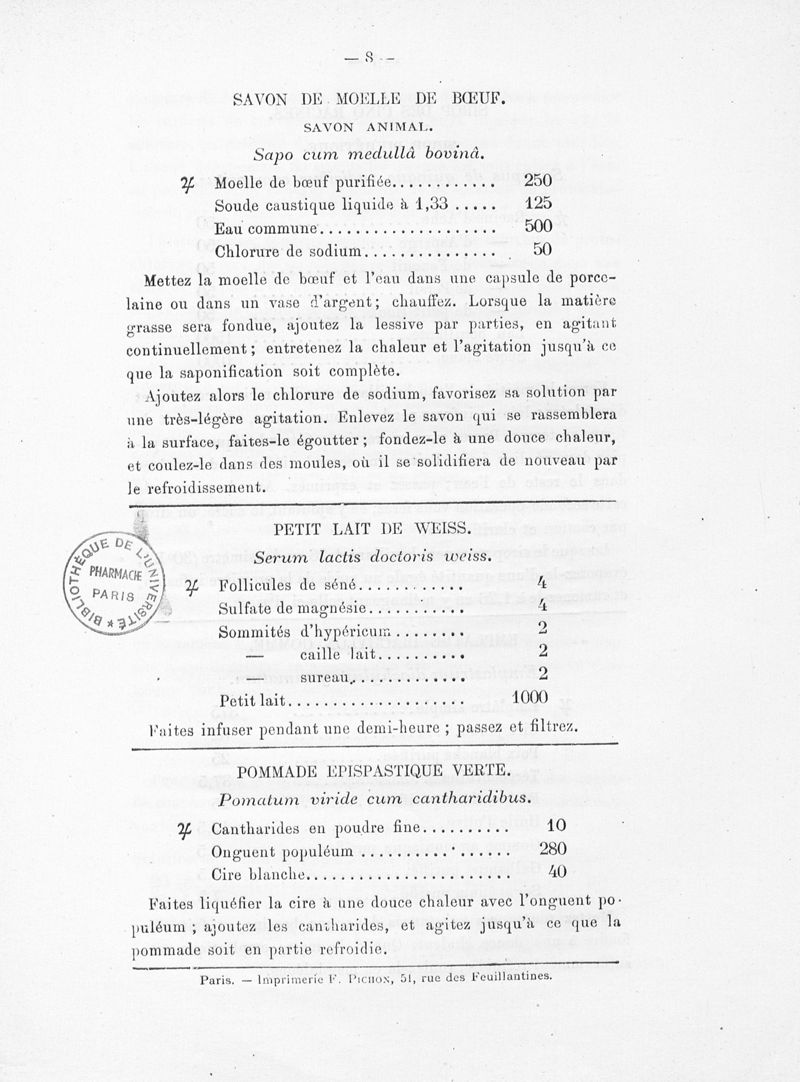 — 8 —
SAVON DE MOELLE DE BŒUF.
SAVON ANIMAL.
Sapo cum medullâ bovinâ.
♃ Moelle de bœuf purifiée............ 250
Soude caustique liquide à 1,33 ..... 125
Eau commune.................... 500
Chlorure de sodium............... 50
Mettez la moelle de bœuf et l'eau dans une capsule de porce-
laine ou dans un vase d'argent; chauffez. Lorsque la matière
grasse sera fondue, ajoutez la lessive par parties, en agitant
continuellement; entretenez la chaleur et l'agitation jusqu'à ce
que la saponification soit complète.
Ajoutez alors le chlorure de sodium, favorisez sa solution par
une très-légère agitation. Enlevez le savon qui se rassemblera
à la surface, faites-le égoutter; fondez-le à une douce chaleur,
et coulez-le dans des moules, où il se solidifiera de nouveau par
le refroidissement.
PETIT LAIT DE WEISS.
Serum lactis doctoris weiss.
♃ Follicules de séné............ 4
Sulfate de magnésie........... 4
Sommités d'hypéricum ........ 2
— caille lait.......... 2
— sureau............. 2
Petit lait.................... 1000
Faites infuser pendant une demi-heure; passez et filtrez.
BIBLIOTHÈQUE DE L'UNIVERSITÉ
PHARMACIE
PARIS
POMMADE EPISPASTIQUE VERTE.
Pomatum viride cum cantharidibus.
♃ Cantharides en poudre fine.......... 10
Onguent populéum ................. 280
Cire blanche....................... 40
Faites liquéfier la cire à une douce chaleur avec l'onguent po-
puléum; ajoutez les cantharides, et agitez jusqu'à ce que la
pommade soit en partie refroidie.
Paris. — Imprimerie F. PICHON, 51, rue des Feuillantines.